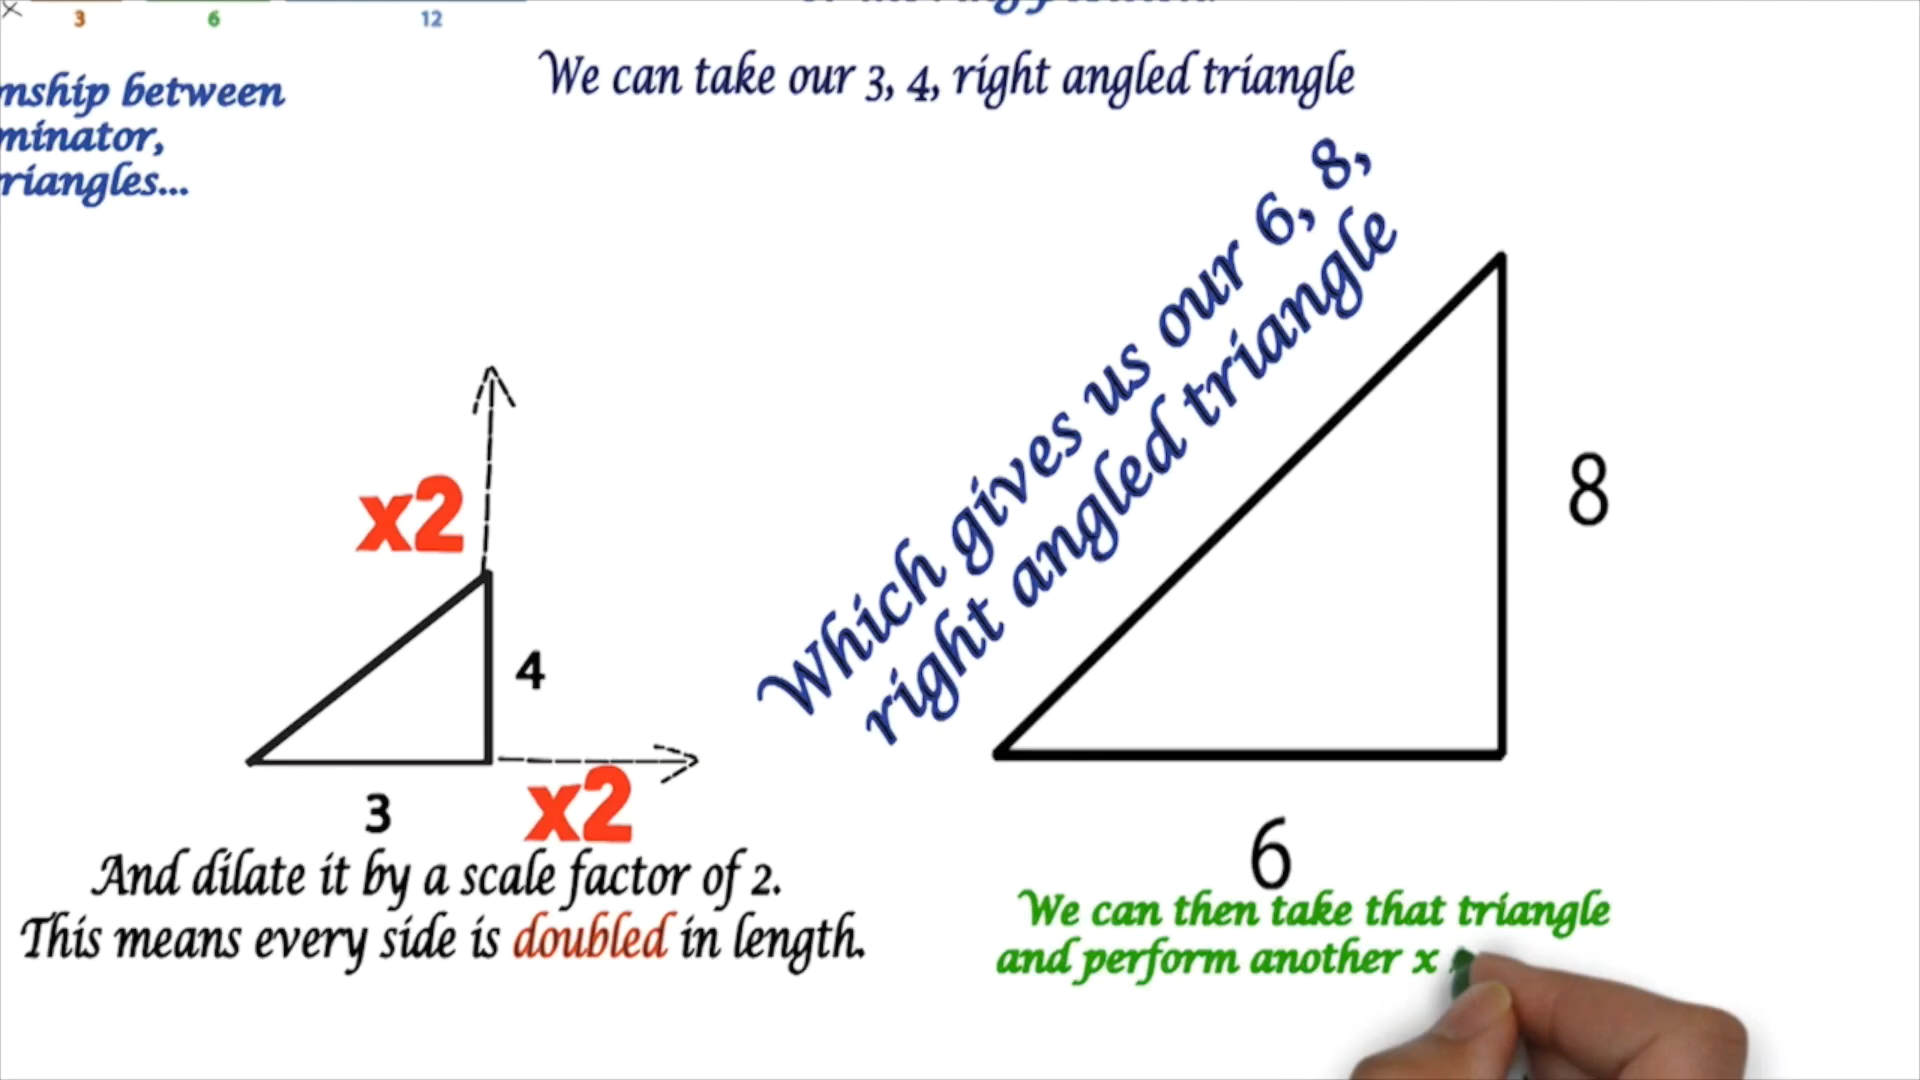 3 6 12
We can take our 3, 4, right angled triangle
nship between
minator,
riangles...
Which gives us our 6, 8,
right angled triangle
x2
8
4
x2
3
6
And dilate it by a scale factor of 2.
This means every side is doubled in length.
We can then take that triangle
and perform another x